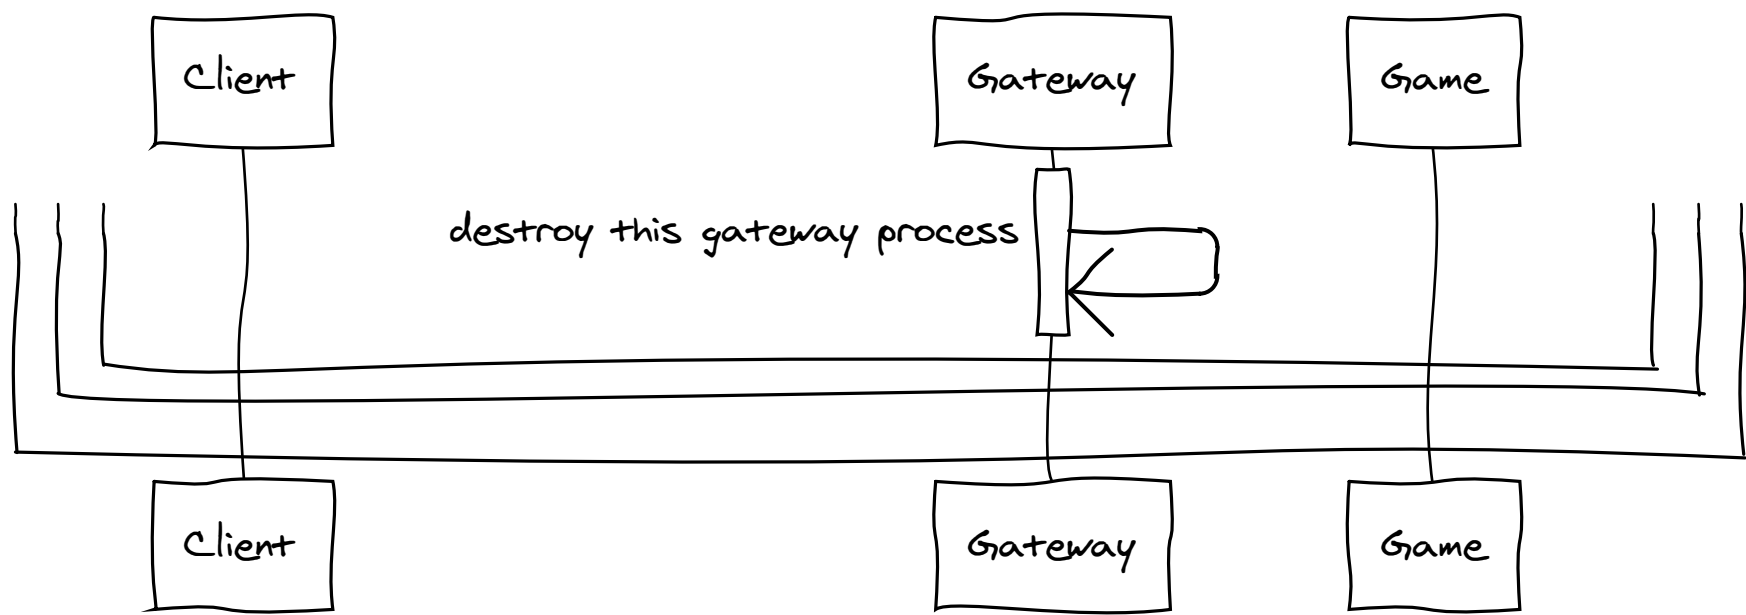 Client
Gateway
Game
destroy this gateway process
Client
Gateway
Game